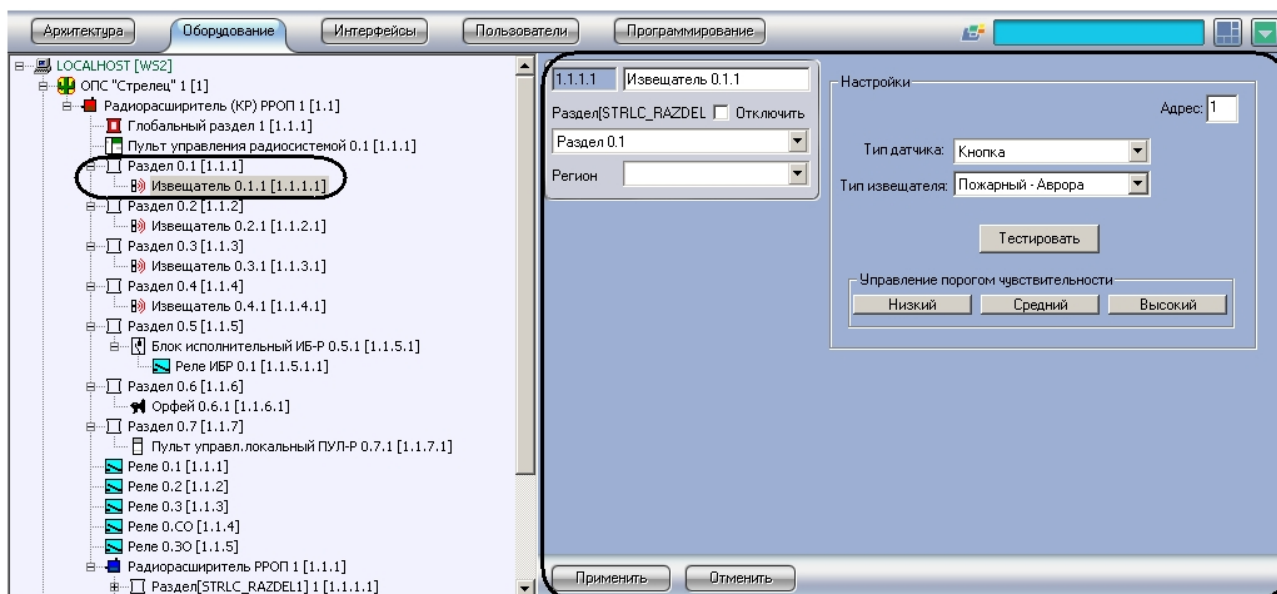 Архитектура
Оборудование
Интерфейсы
Пользователи
Программирование
LOCALHOST [WS2]
ОПС "Стрелец" 1 [1]
Радиорасширитель (КР) РРОП 1 [1.1]
Глобальный раздел 1 [1.1.1]
Пульт управления радиосистемой 0.1 [1.1.1]
Раздел 0.1 [1.1.1]
Извещатель 0.1.1 [1.1.1.1]
Раздел 0.2 [1.1.2]
Извещатель 0.2.1 [1.1.2.1]
Раздел 0.3 [1.1.3]
Извещатель 0.3.1 [1.1.3.1]
Раздел 0.4 [1.1.4]
Извещатель 0.4.1 [1.1.4.1]
Раздел 0.5 [1.1.5]
Блок исполнительный ИБ-Р 0.5.1 [1.1.5.1]
Реле ИБР 0.1 [1.1.5.1.1]
Раздел 0.6 [1.1.6]
Орфей 0.6.1 [1.1.6.1]
Раздел 0.7 [1.1.7]
Пульт управл.локальный ПУЛ-Р 0.7.1 [1.1.7.1]
Реле 0.1 [1.1.1]
Реле 0.2 [1.1.2]
Реле 0.3 [1.1.3]
Реле 0.СО [1.1.4]
Реле 0.ЗО [1.1.5]
Радиорасширитель РРОП 1 [1.1.1]
Раздел[STRLC_RAZDEL1] 1 [1.1.1.1]
1.1.1.1
Извещатель 0.1.1
Раздел[STRLC_RAZDEL
Отключить
Раздел 0.1
Регион
Настройки
Адрес: 1
Тип датчика: Кнопка
Тип извещателя: Пожарный - Аврора
Тестировать
Управление порогом чувствительности
Низкий
Средний
Высокий
Применить
Отменить